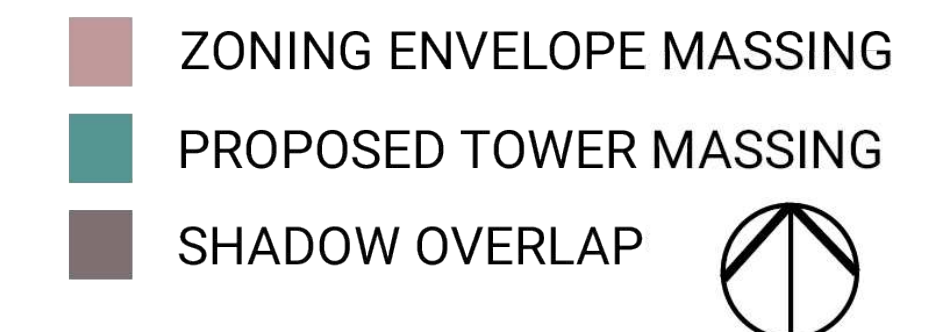 ZONING ENVELOPE MASSING
PROPOSED TOWER MASSING
SHADOW OVERLAP